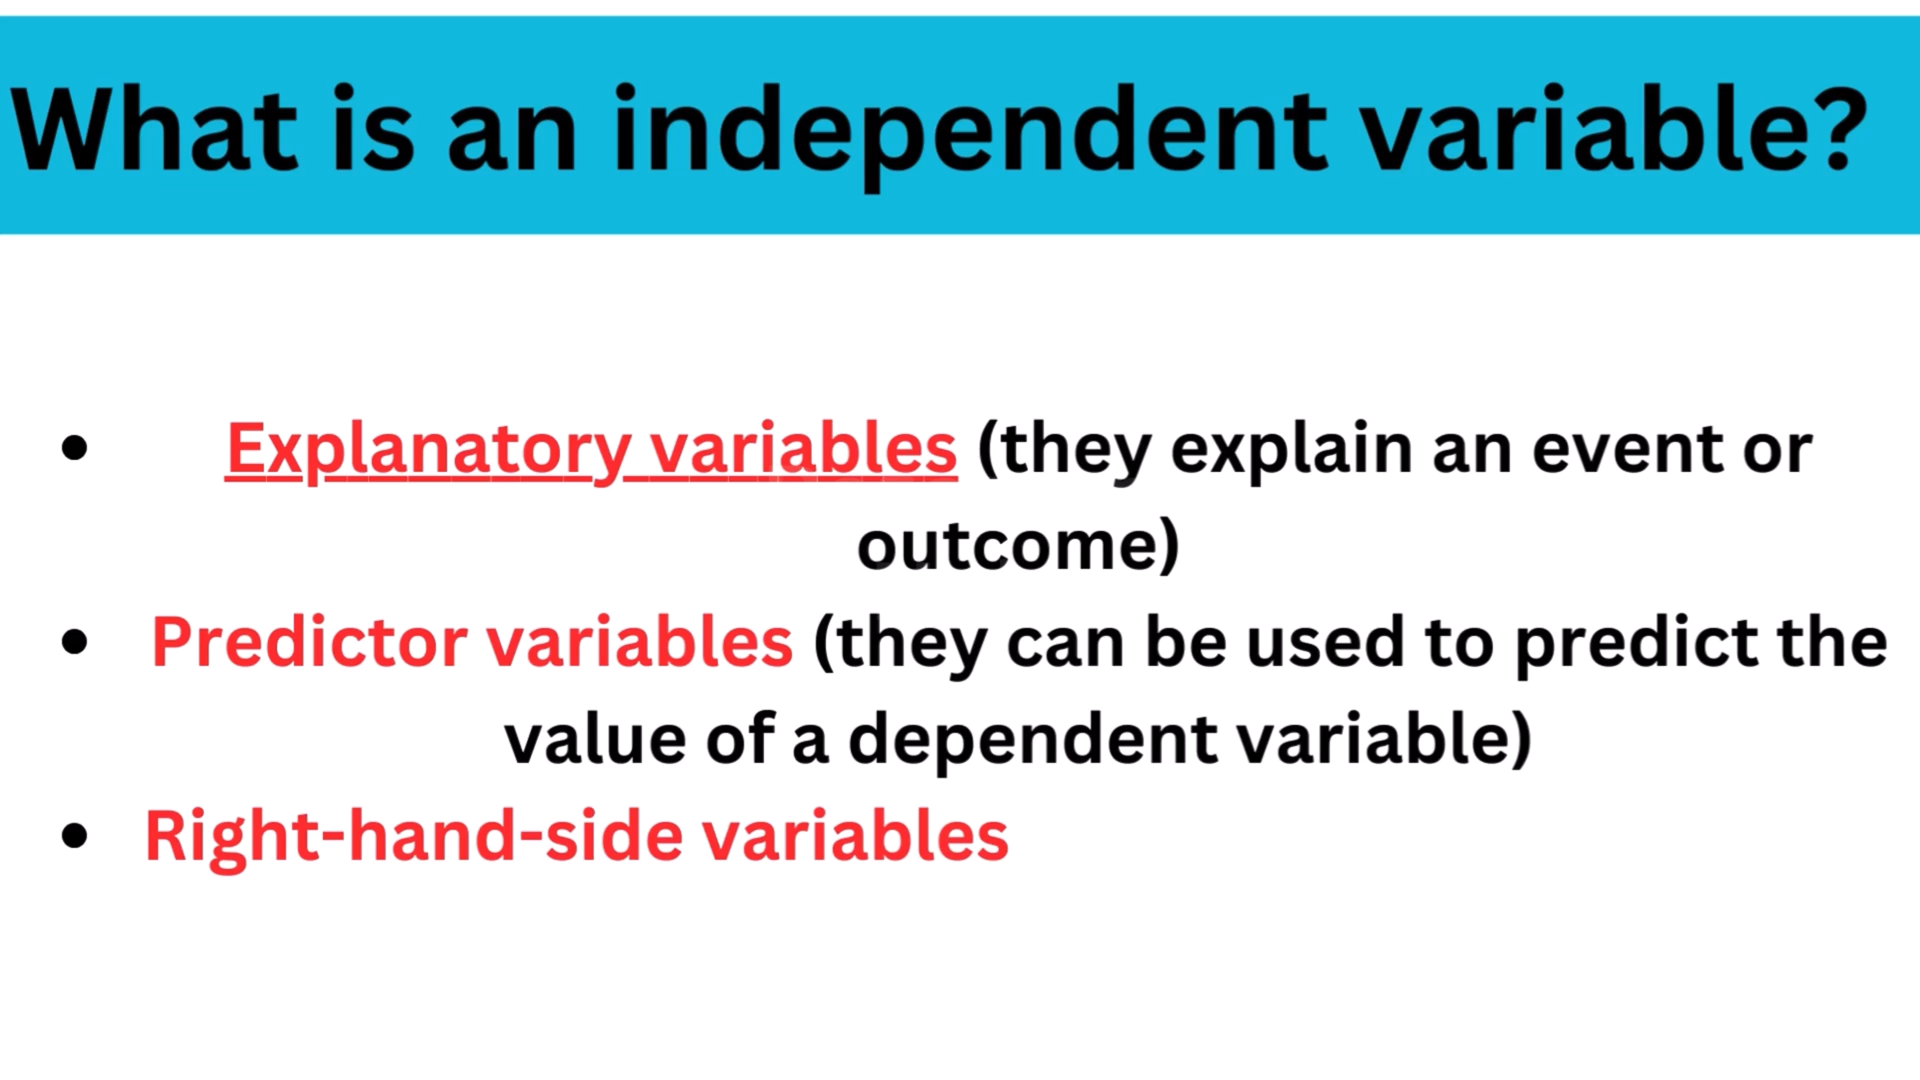 What is an independent variable?
• Explanatory variables (they explain an event or
outcome)
• Predictor variables (they can be used to predict the
value of a dependent variable)
• Right-hand-side variables